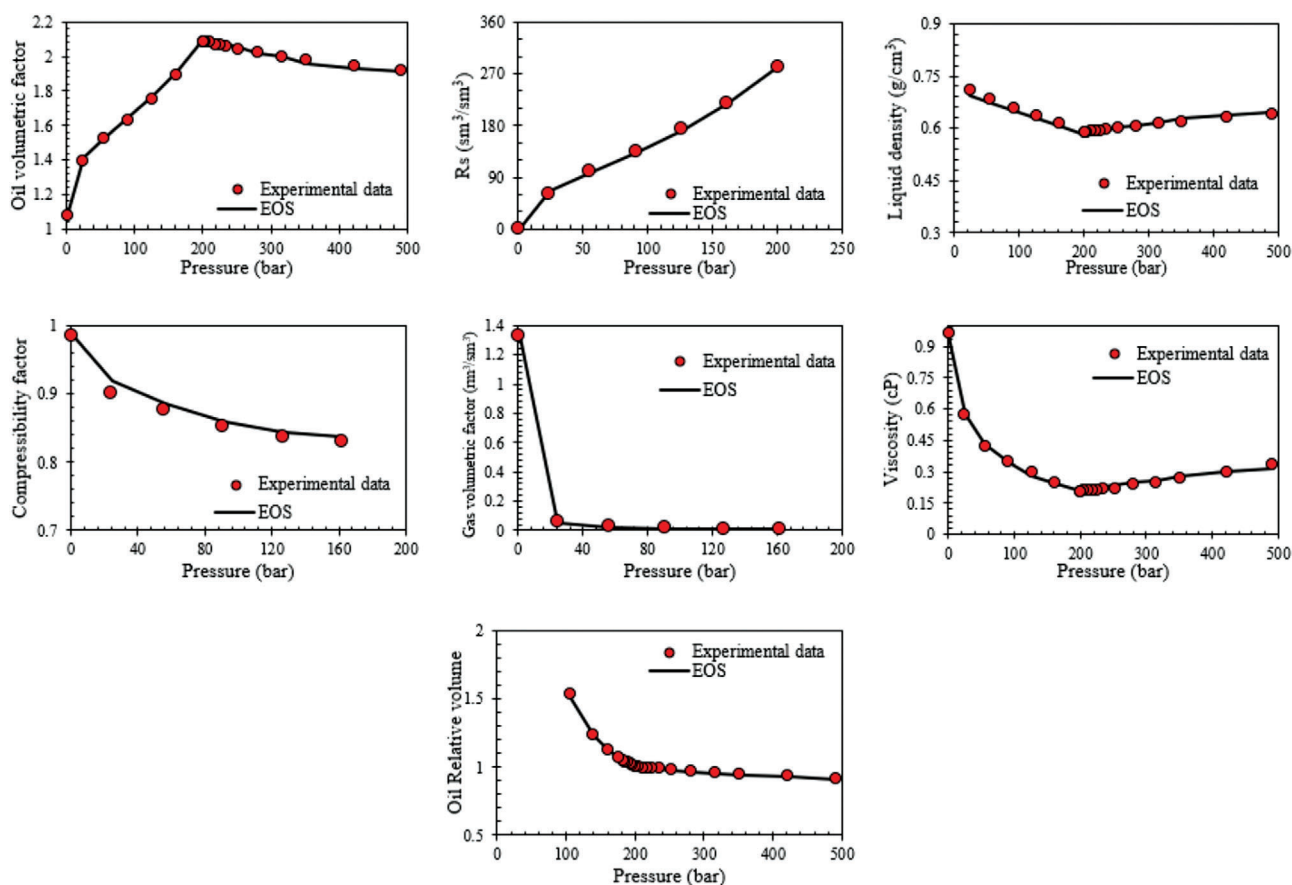 Oil volumetric factor
2.2
2
1.8
1.6
1.4
1.2
1
Experimental data
EOS
0 100 200 300 400 500
Pressure (bar)
Rs (sm³/sm³)
360
270
180
90
0
Experimental data
EOS
0 50 100 150 200 250
Pressure (bar)
Liquid density (g/cm³)
0.9
0.75
0.6
0.45
0.3
Experimental data
EOS
0 100 200 300 400 500
Pressure (bar)
Compressibility factor
1
0.9
0.8
0.7
Experimental data
EOS
0 40 80 120 160 200
Pressure (bar)
Gas volumetric factor (rm³/sm³)
1.4
1.2
1
0.8
0.6
0.4
0.2
0
Experimental data
EOS
0 40 80 120 160 200
Pressure (bar)
Viscosity (cP)
0.9
0.75
0.6
0.45
0.3
0.15
0
Experimental data
EOS
0 100 200 300 400 500
Pressure (bar)
Oil Relative volume
2
1.5
1
0.5
Experimental data
EOS
0 100 200 300 400 500
Pressure (bar)